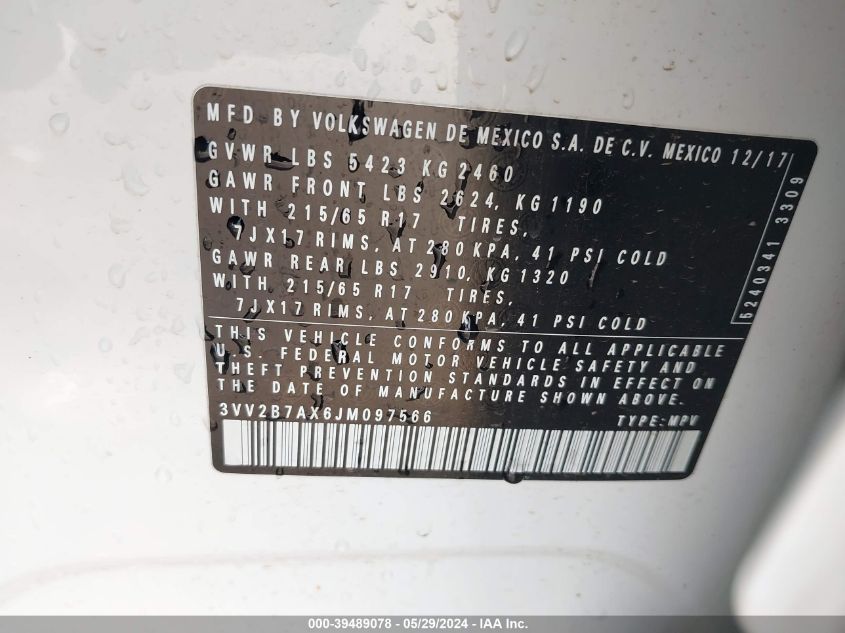 MFD BY VOLKSWAGEN DE MEXICO S.A. DE C.V. MEXICO 12/17
GVWR LBS 5423 KG 2460
GAWR FRONT LBS 2624, KG 1190
WITH 215/65 R17 TIRES,
7JX17 RIMS, AT 280 KPA, 41 PSI COLD
GAWR REAR LBS 2910, KG 1320
WITH 215/65 R17 TIRES,
7JX17 RIMS, AT 280 KPA, 41 PSI COLD
5240341 3309
THIS VEHICLE CONFORMS TO ALL APPLICABLE
U.S. FEDERAL MOTOR VEHICLE SAFETY AND
THEFT PREVENTION STANDARDS IN EFFECT ON
THE DATE OF MANUFACTURE SHOWN ABOVE.
3VV2B7AX6JM097566 TYPE: MPV
000-39489078 - 05/29/2024 - IAA Inc.